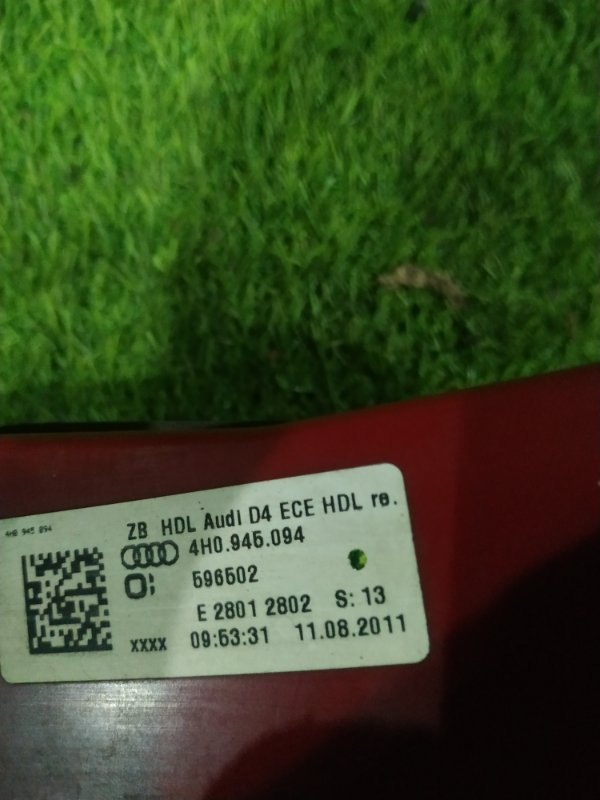 ZB HDL Audi D4 ECE HDL re.
4H0 945 094
4H0.945.094
596502
E 2801 2802 S: 13
xxxx 09:53:31 11.08.2011